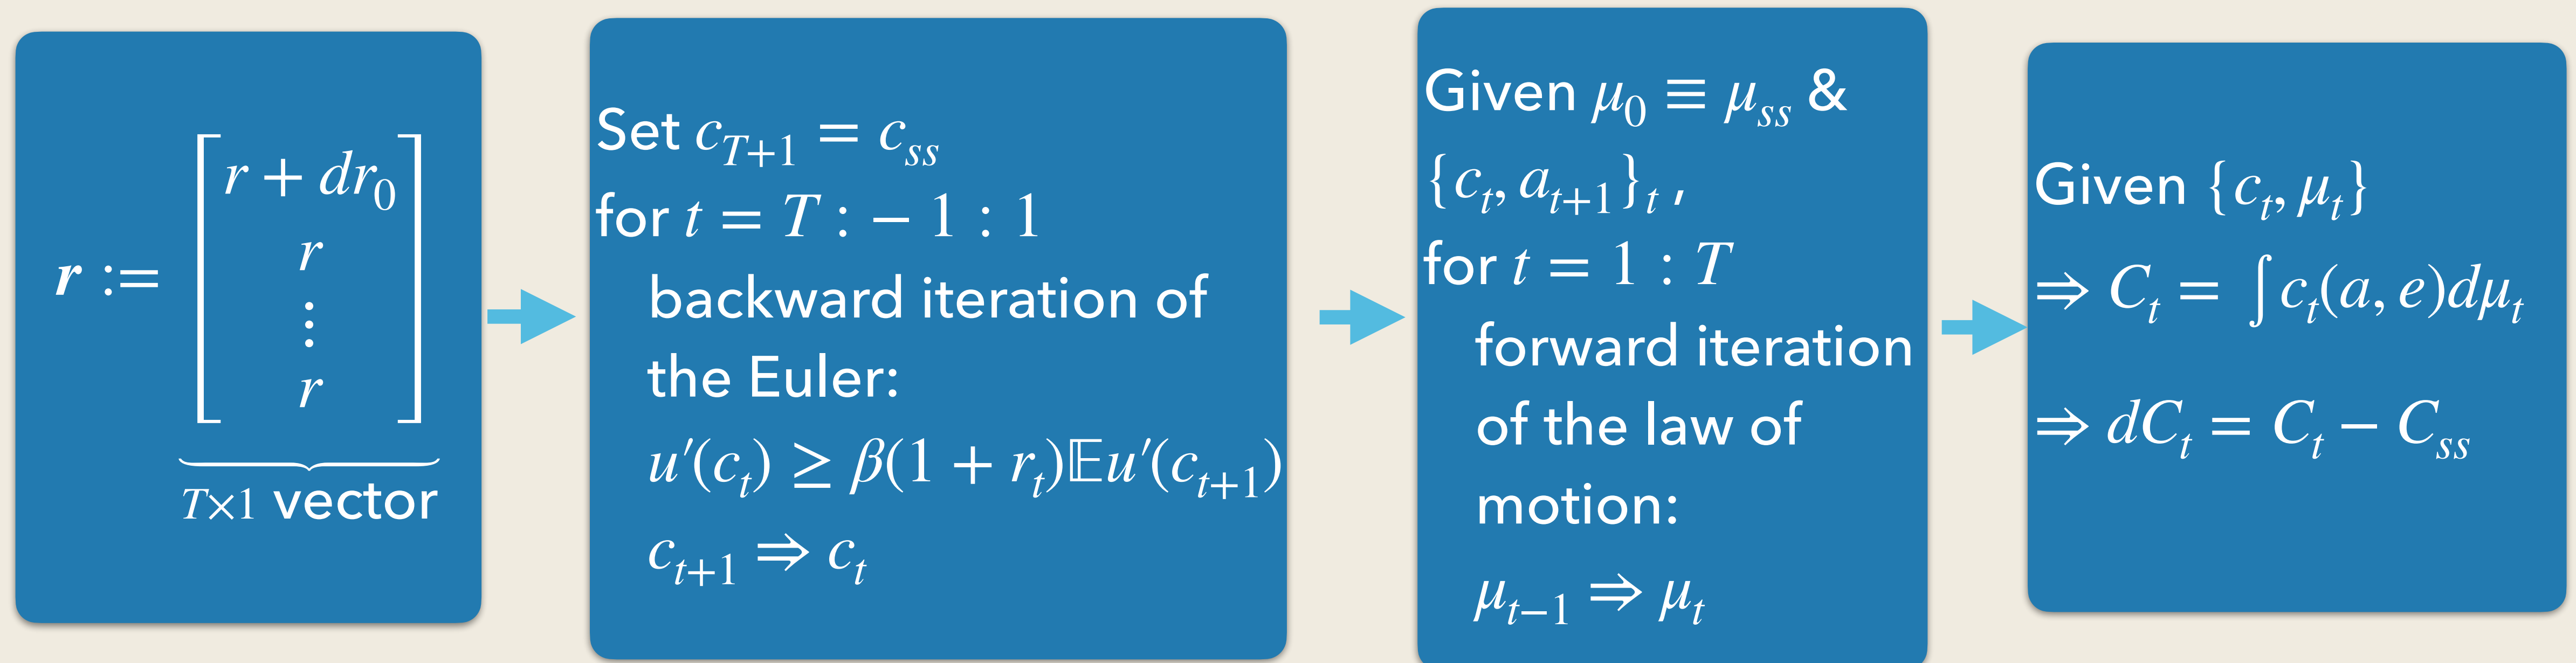 r := [r + dr₀
r
⋮
r]
T×1 vector
Set c_{T+1} = c_{ss}
for t = T : − 1 : 1
backward iteration of
the Euler:
u′(c_t) ≥ β(1 + r_t)𝔼u′(c_{t+1})
c_{t+1} ⇒ c_t
Given μ₀ ≡ μ_{ss} &
{c_t, a_{t+1}}_t ,
for t = 1 : T
forward iteration
of the law of
motion:
μ_{t−1} ⇒ μ_t
Given {c_t, μ_t}
⇒ C_t = ∫c_t(a, e)dμ_t
⇒ dC_t = C_t − C_{ss}